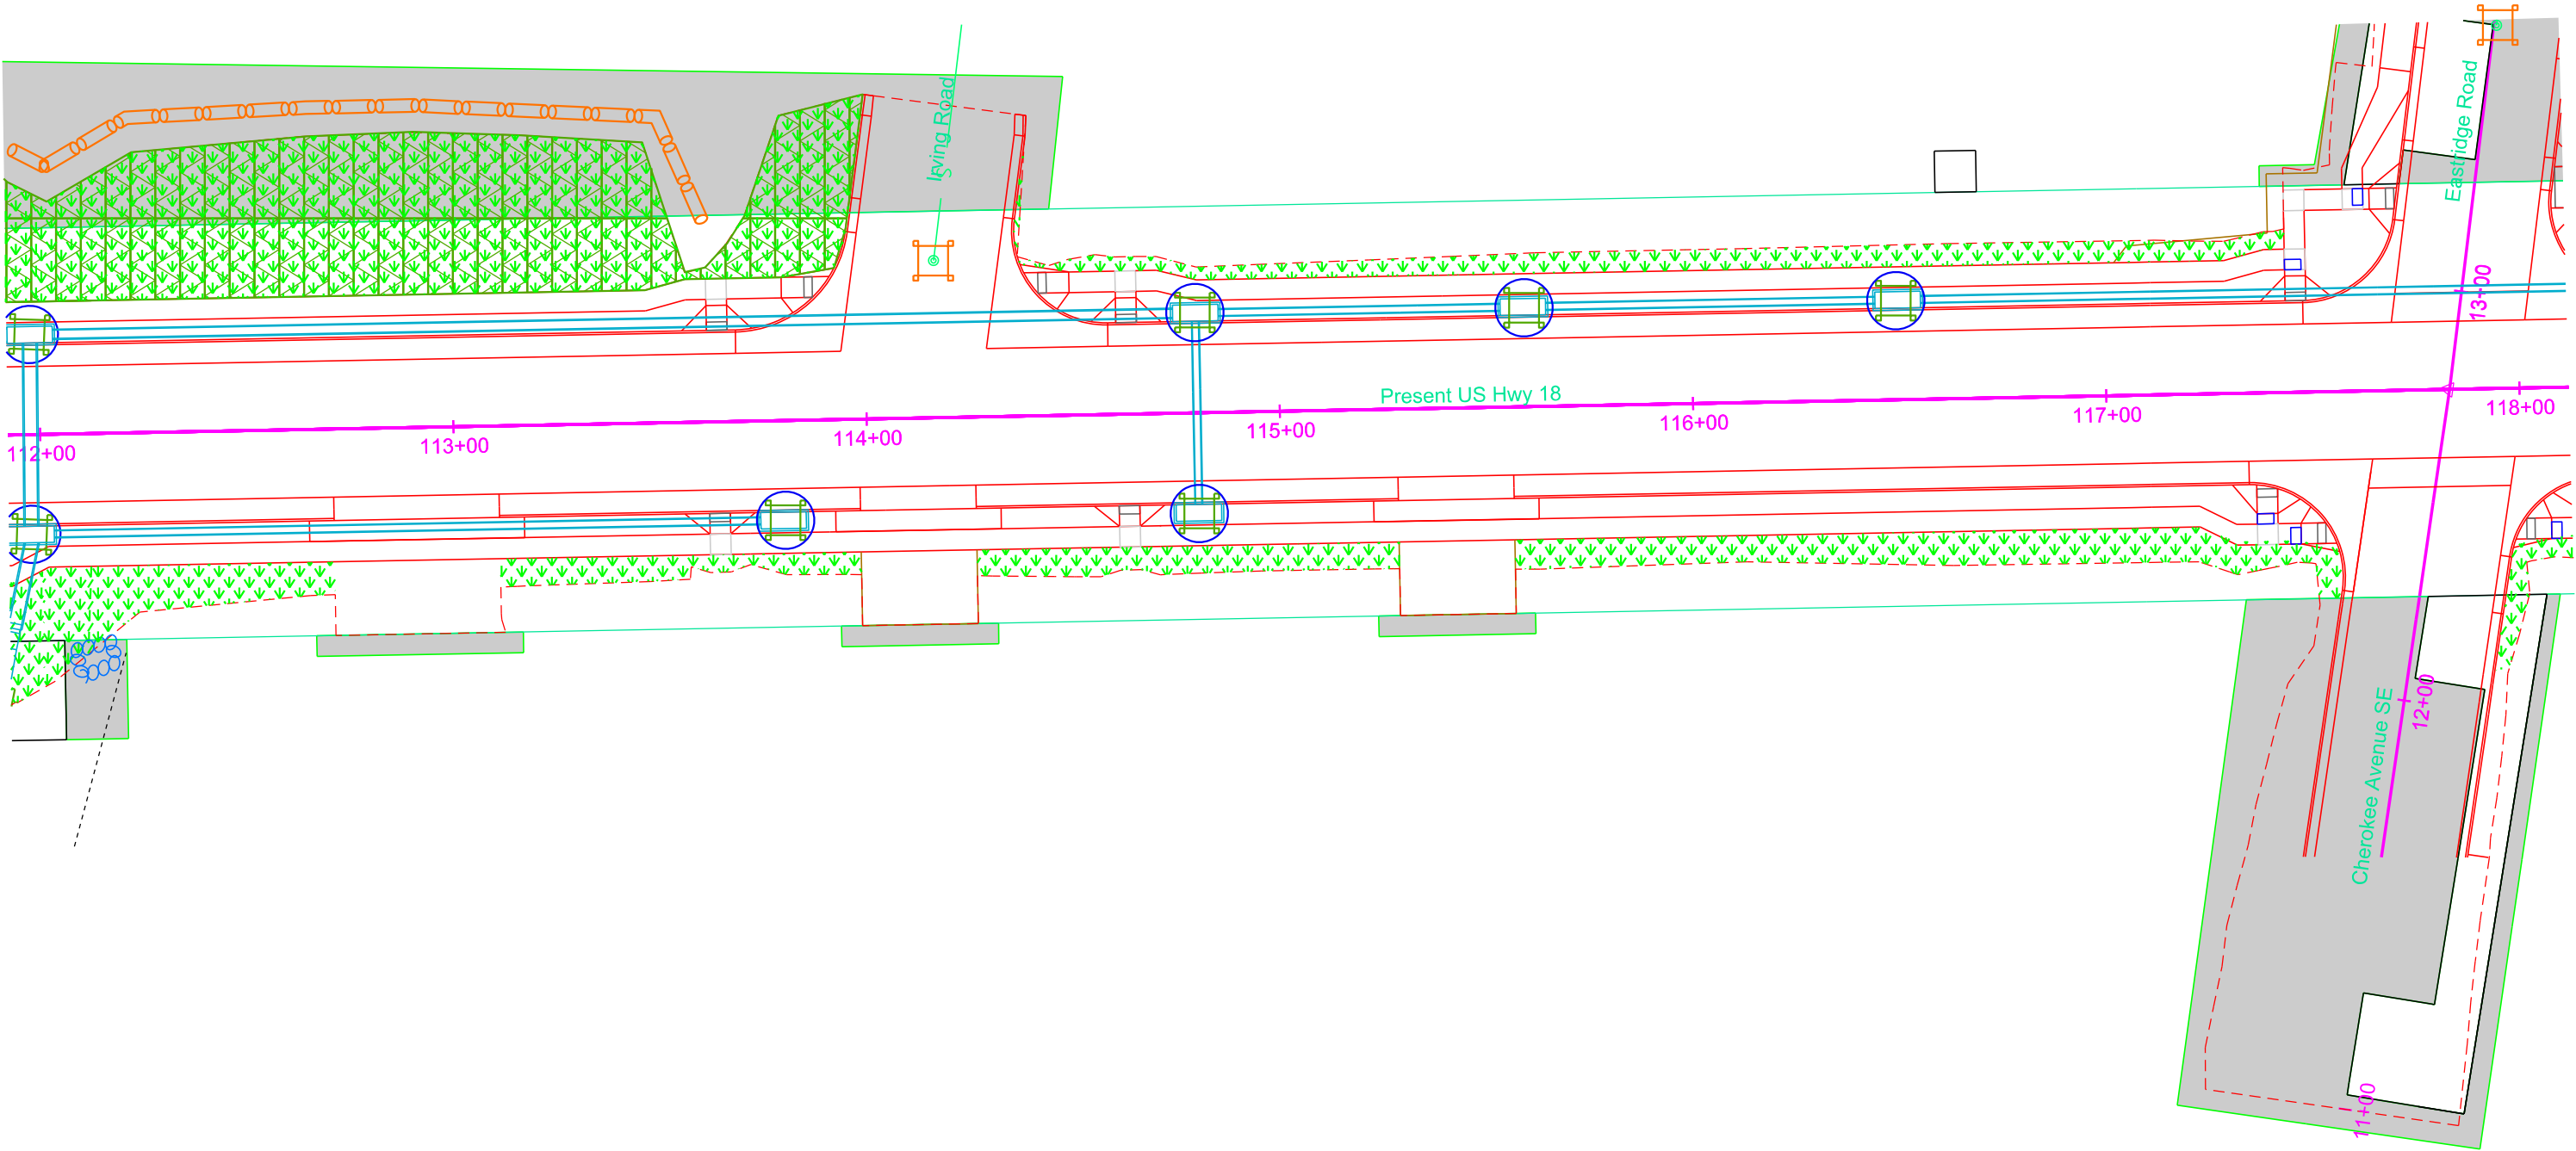 Irving Road
S
Eastridge Road
13+00
Present US Hwy 18
112+00
113+00
114+00
115+00
116+00
117+00
118+00
12+00
Cherokee Avenue SE
11+00